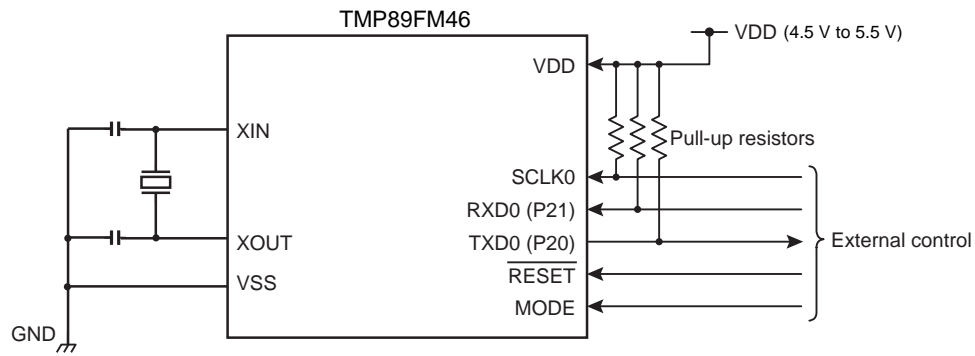 TMP89FM46
VDD (4.5 V to 5.5 V)
VDD
XIN
Pull-up resistors
SCLK0
RXD0 (P21)
XOUT
TXD0 (P20)
External control
RESET
VSS
MODE
GND